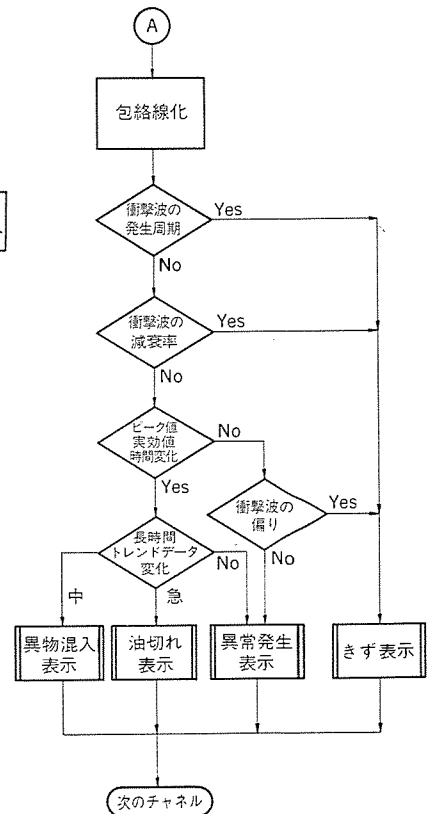 A
包絡線化
衝撃波の
発生周期
Yes
No
衝撃波の
減衰率
Yes
No
ピーク値
実効値
時間変化
No
Yes
衝撃波の
偏り
Yes
No
長時間
トレンドデータ
変化
No
中
急
異物混入
表示
油切れ
表示
異常発生
表示
きず表示
次のチャネル